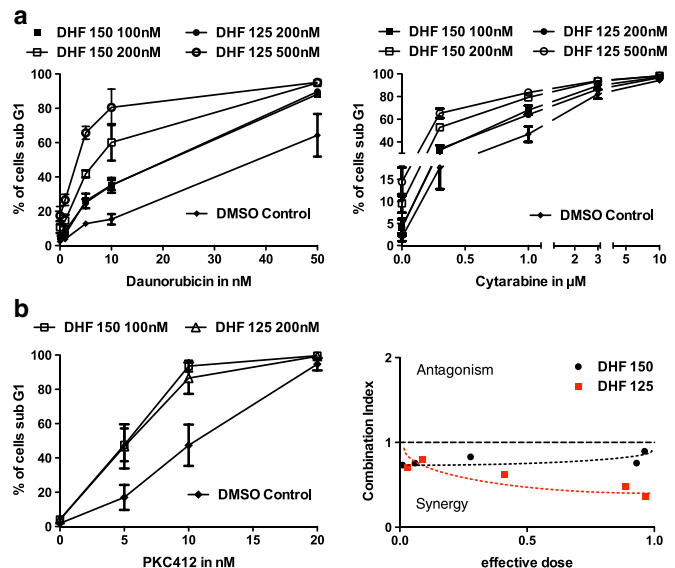 a
DHF 150 100nM
DHF 125 200nM
DHF 150 200nM
DHF 125 500nM
100
80
60
40
20
0
% of cells sub G1
DMSO Control
0 10 20 30 40 50
Daunorubicin in nM
DHF 150 100nM
DHF 125 200nM
DHF 150 200nM
DHF 125 500nM
100
80
60
40
15
10
5
0
% of cells sub G1
DMSO Control
0.0 0.5 1.0 2 3 5 10
Cytarabine in µM
b
DHF 150 100nM
DHF 125 200nM
100
80
60
40
20
0
% of cells sub G1
DMSO Control
0 5 10 15 20
PKC412 in nM
2
1
0
Combination Index
Antagonism
DHF 150
DHF 125
Synergy
0.0 0.5 1.0
effective dose